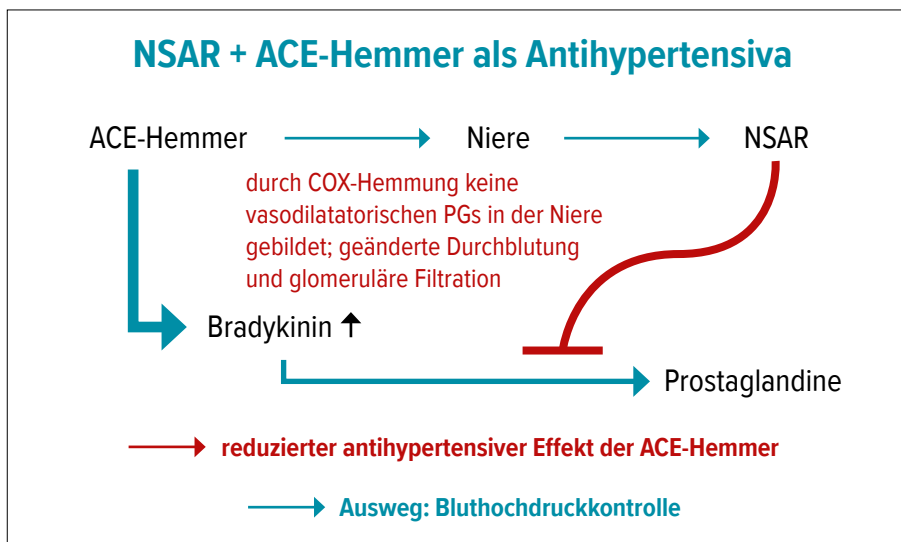 NSAR + ACE-Hemmer als Antihypertensiva
ACE-Hemmer
Niere
NSAR
durch COX-Hemmung keine
vasodilatatorischen PGs in der Niere
gebildet; geänderte Durchblutung
und glomeruläre Filtration
Bradykinin
Prostaglandine
reduzierter antihypertensiver Effekt der ACE-Hemmer
Ausweg: Bluthochdruckkontrolle